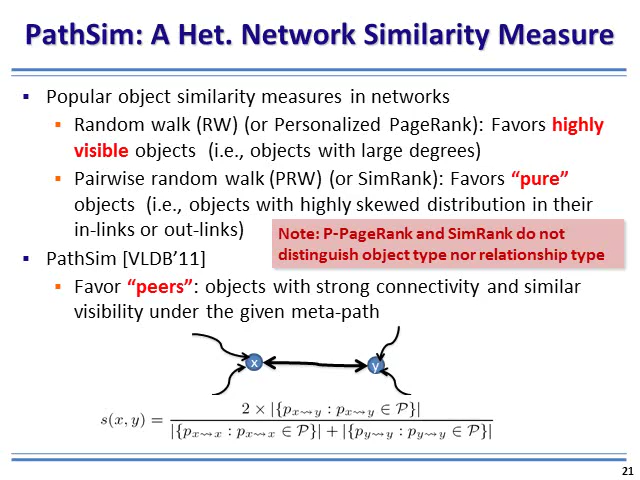 PathSim: A Het. Network Similarity Measure
▪ Popular object similarity measures in networks
▪ Random walk (RW) (or Personalized PageRank): Favors highly
visible objects (i.e., objects with large degrees)
▪ Pairwise random walk (PRW) (or SimRank): Favors “pure”
objects (i.e., objects with highly skewed distribution in their
in-links or out-links)
Note: P-PageRank and SimRank do not
distinguish object type nor relationship type
▪ PathSim [VLDB’11]
▪ Favor “peers”: objects with strong connectivity and similar
visibility under the given meta-path
x y
s(x, y) = 2 × |{p_{x⇝y} : p_{x⇝y} ∈ P}| / |{p_{x⇝x} : p_{x⇝x} ∈ P}| + |{p_{y⇝y} : p_{y⇝y} ∈ P}|
21